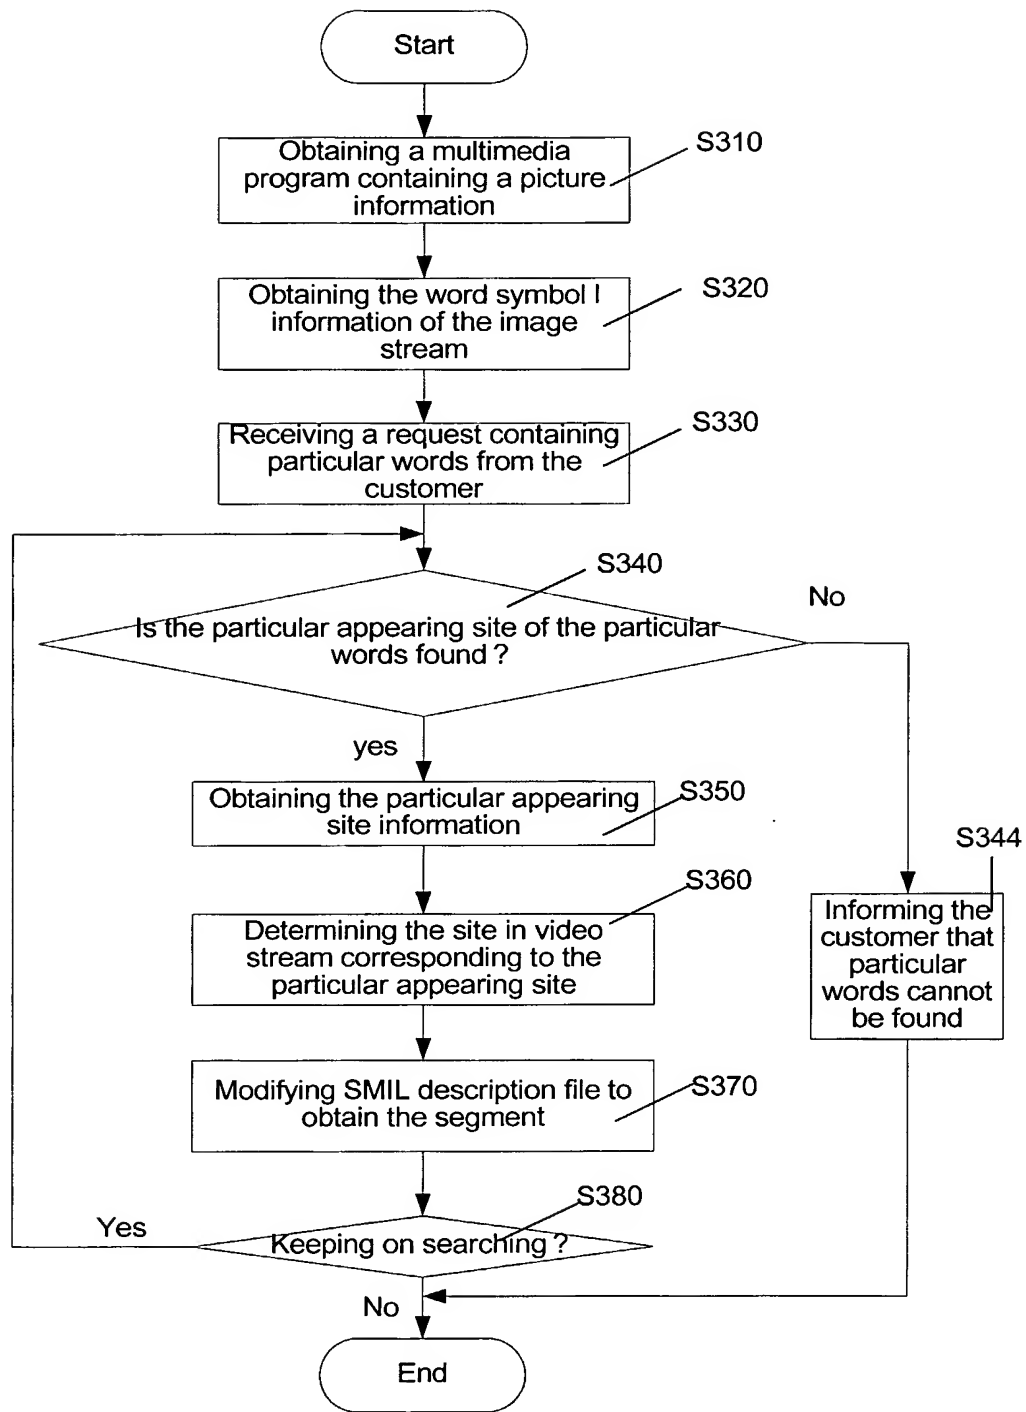 Start
Obtaining a multimedia
program containing a picture
information
S310
Obtaining the word symbol l
information of the image
stream
S320
Receiving a request containing
particular words from the
customer
S330
S340
Is the particular appearing site of the particular
words found ?
No
yes
Obtaining the particular appearing
site information
S350
S344
Informing the
customer that
particular
words cannot
be found
S360
Determining the site in video
stream corresponding to the
particular appearing site
Modifying SMIL description file to
obtain the segment
S370
S380
Keeping on searching ?
Yes
No
End